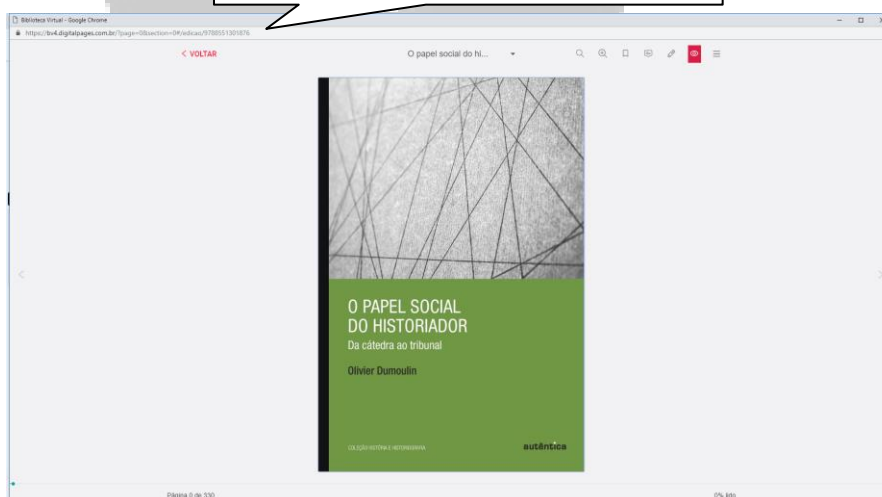 Biblioteca Virtual - Google Chrome
https://bv4.digitalpages.com.br/?page=0&section=0#/edicao/9788551301876
< VOLTAR
O papel social do hi...
O PAPEL SOCIAL
DO HISTORIADOR
Da cátedra ao tribunal
Olivier Dumoulin
COLEÇÃO HISTÓRIA E HISTORIOGRAFIA
autêntica
Página 0 de 330
0% lido